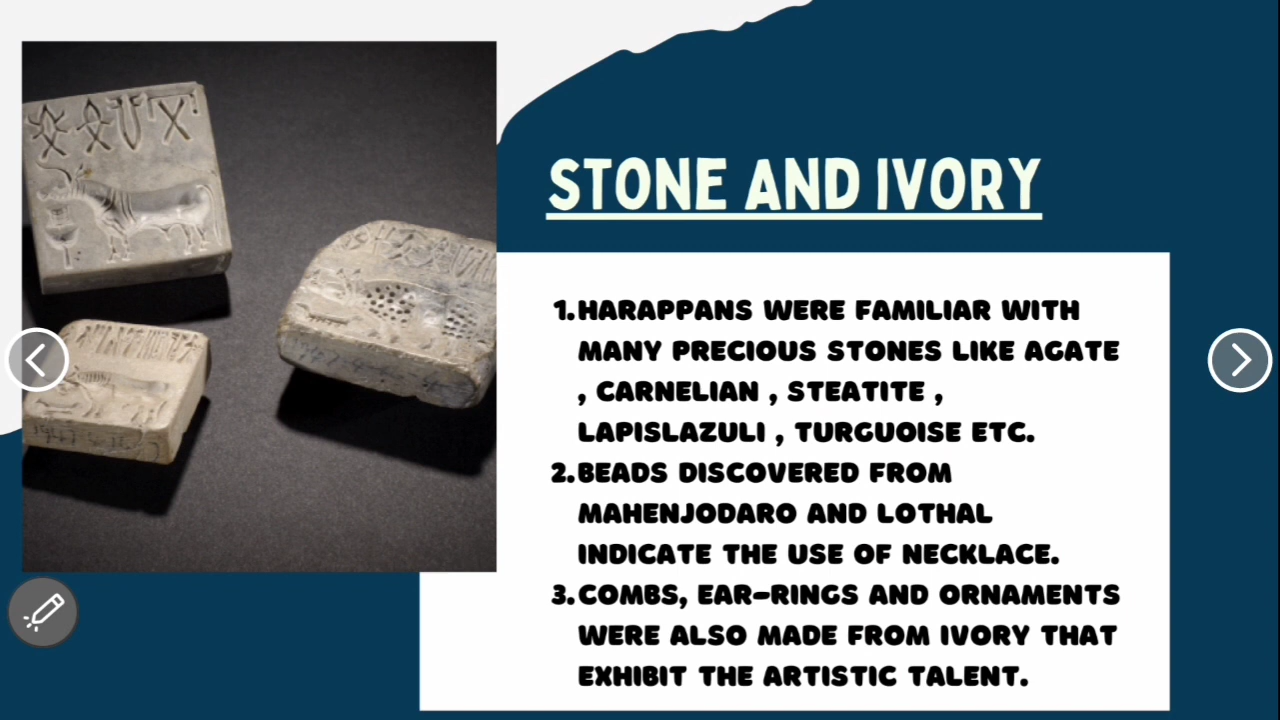 STONE AND IVORY
1. HARAPPANS WERE FAMILIAR WITH
MANY PRECIOUS STONES LIKE AGATE
, CARNELIAN , STEATITE ,
LAPISLAZULI , TURGUOISE ETC.
2. BEADS DISCOVERED FROM
MAHENJODARO AND LOTHAL
INDICATE THE USE OF NECKLACE.
3. COMBS, EAR-RINGS AND ORNAMENTS
WERE ALSO MADE FROM IVORY THAT
EXHIBIT THE ARTISTIC TALENT.